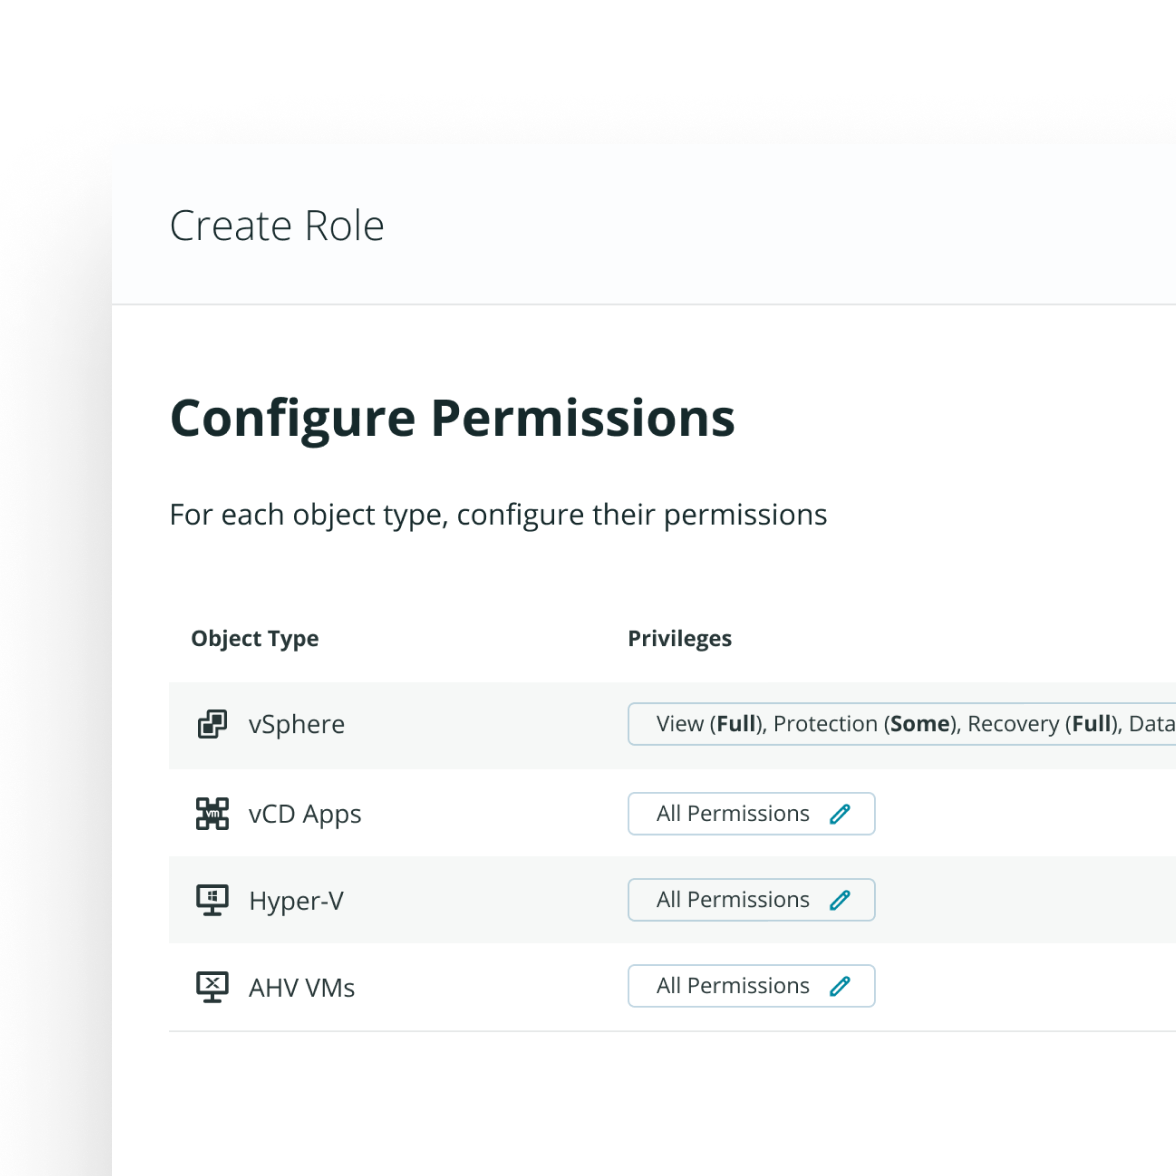 Create Role
Configure Permissions
For each object type, configure their permissions
Object Type Privileges
vSphere View (Full), Protection (Some), Recovery (Full), Data
vCD Apps All Permissions
Hyper-V All Permissions
AHV VMs All Permissions